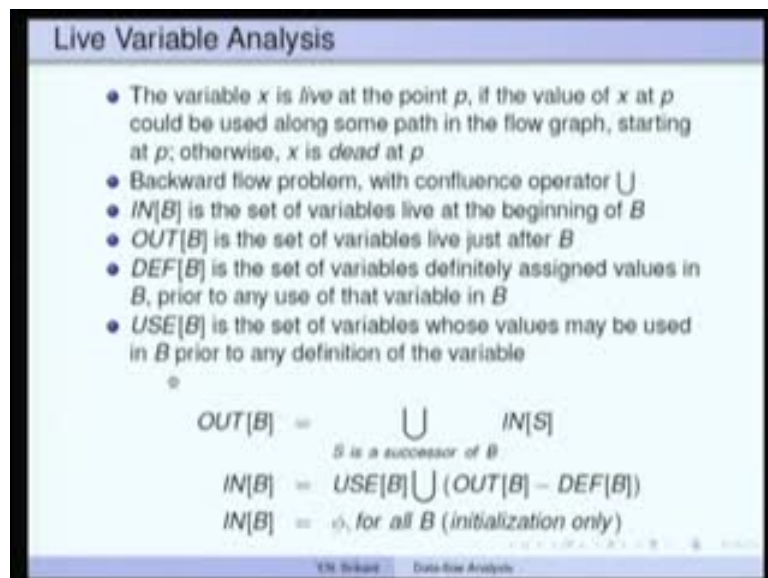 Live Variable Analysis
The variable x is live at the point p, if the value of x at p
could be used along some path in the flow graph, starting
at p; otherwise, x is dead at p
Backward flow problem, with confluence operator ⋃
IN[B] is the set of variables live at the beginning of B
OUT[B] is the set of variables live just after B
DEF[B] is the set of variables definitely assigned values in
B, prior to any use of that variable in B
USE[B] is the set of variables whose values may be used
in B prior to any definition of the variable
OUT[B] = ⋃ IN[S]
S is a successor of B
IN[B] = USE[B] ⋃ (OUT[B] − DEF[B])
IN[B] = ϕ, for all B (initialization only)
Y.N. Srikant Data-flow Analysis